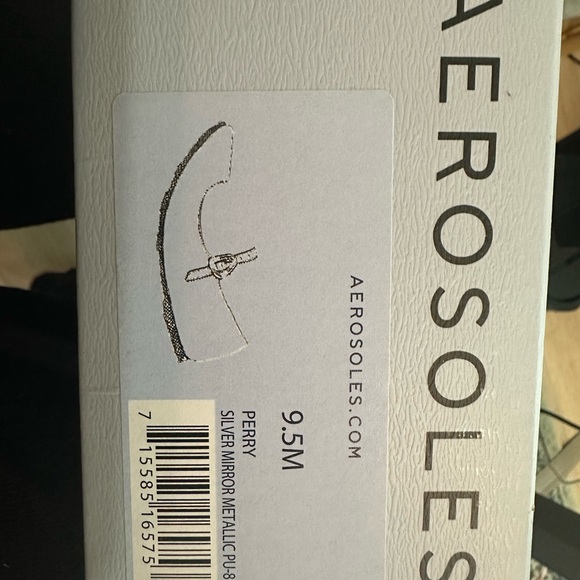 AEROSOLES
AEROSOLES.COM
9.5M
PERRY
SILVER MIRROR METALLIC PU-8
7 15585 16575